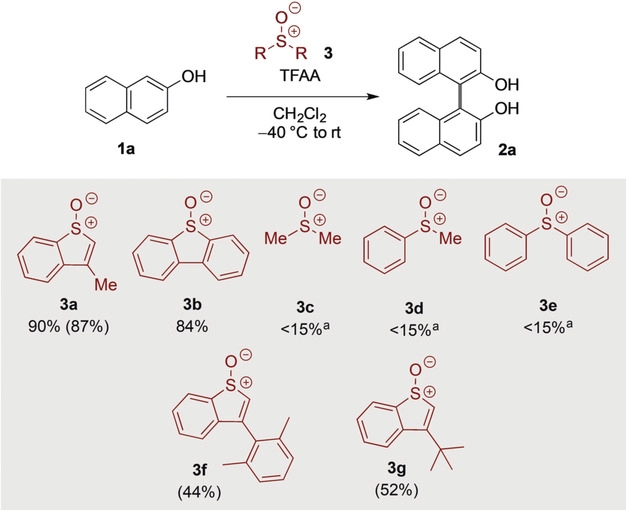 O ⊖
S ⊕
R R 3
TFAA
CH₂Cl₂
−40 °C to rt
OH
1a
OH
OH
2a
O ⊖
S ⊕
Me
3a
90% (87%)
O ⊖
S ⊕
3b
84%
O ⊖
S ⊕
Me Me
3c
<15%ᵃ
O ⊖
S ⊕
Me
3d
<15%ᵃ
O ⊖
S ⊕
3e
<15%ᵃ
O ⊖
S ⊕
3f
(44%)
O ⊖
S ⊕
3g
(52%)